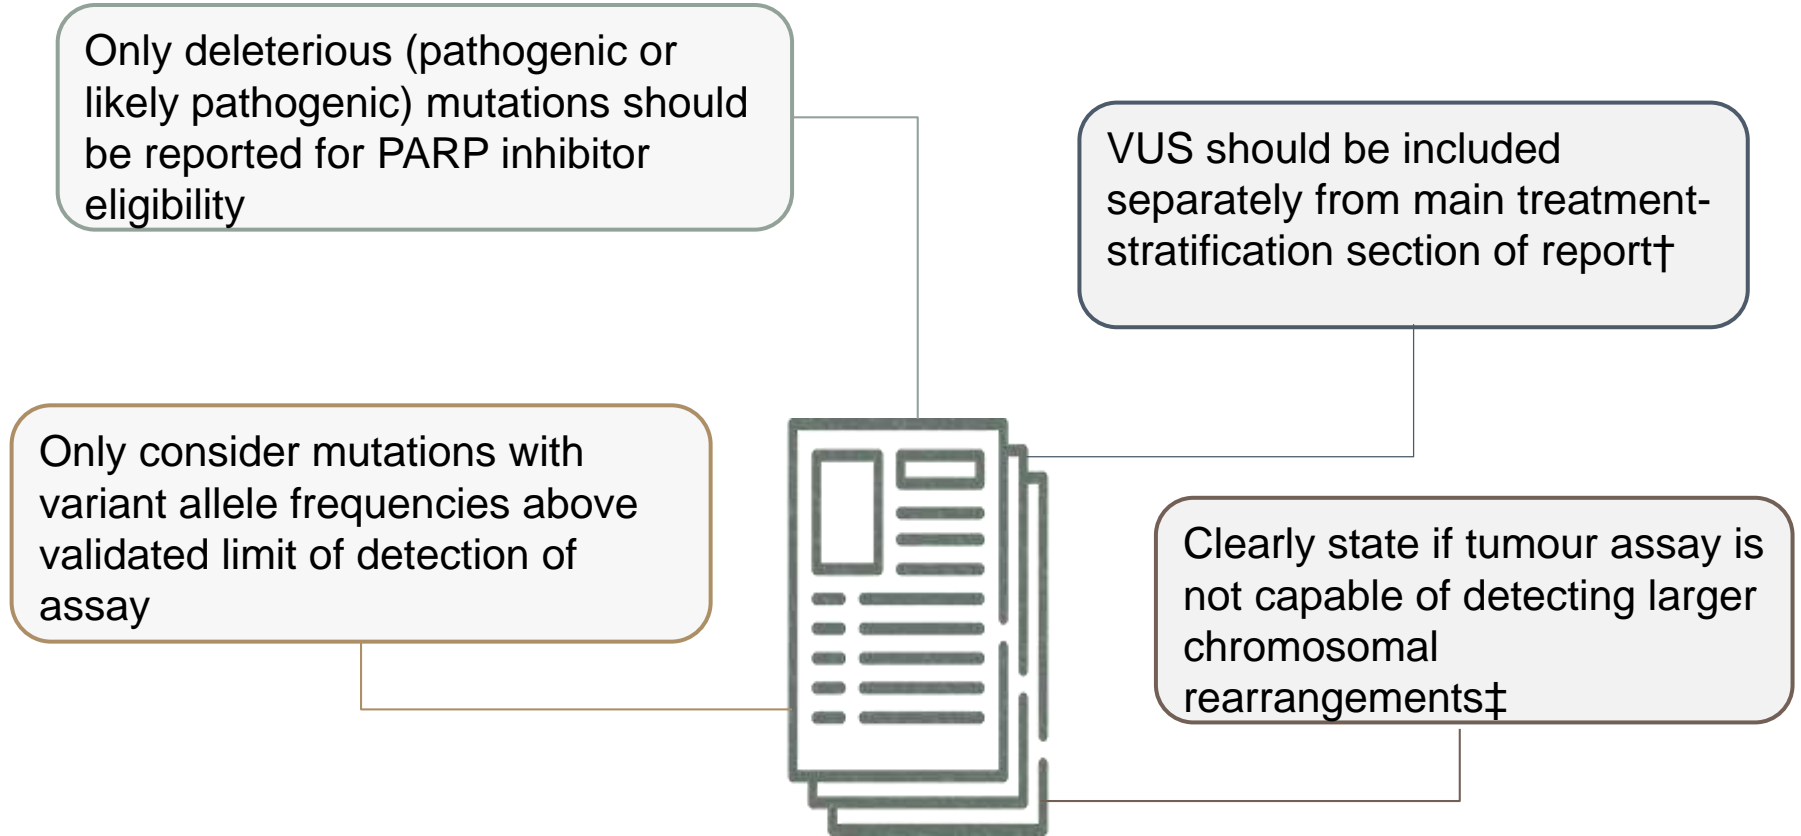 Only deleterious (pathogenic or
likely pathogenic) mutations should
be reported for PARP inhibitor
eligibility
VUS should be included
separately from main treatment-
stratification section of report†
Only consider mutations with
variant allele frequencies above
validated limit of detection of
assay
Clearly state if tumour assay is
not capable of detecting larger
chromosomal
rearrangements‡